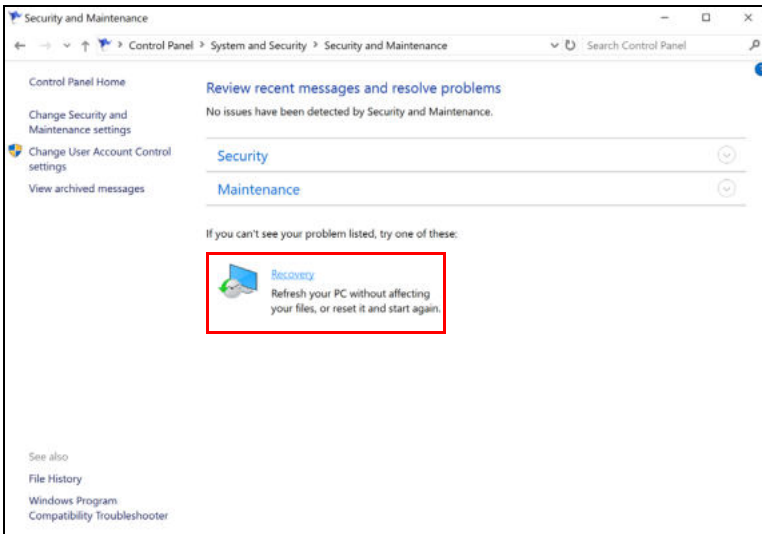 Security and Maintenance
Control Panel > System and Security > Security and Maintenance
Search Control Panel
Control Panel Home
Change Security and
Maintenance settings
Change User Account Control
settings
View archived messages
Review recent messages and resolve problems
No issues have been detected by Security and Maintenance.
Security
Maintenance
If you can't see your problem listed, try one of these:
Recovery
Refresh your PC without affecting
your files, or reset it and start again.
See also
File History
Windows Program
Compatibility Troubleshooter